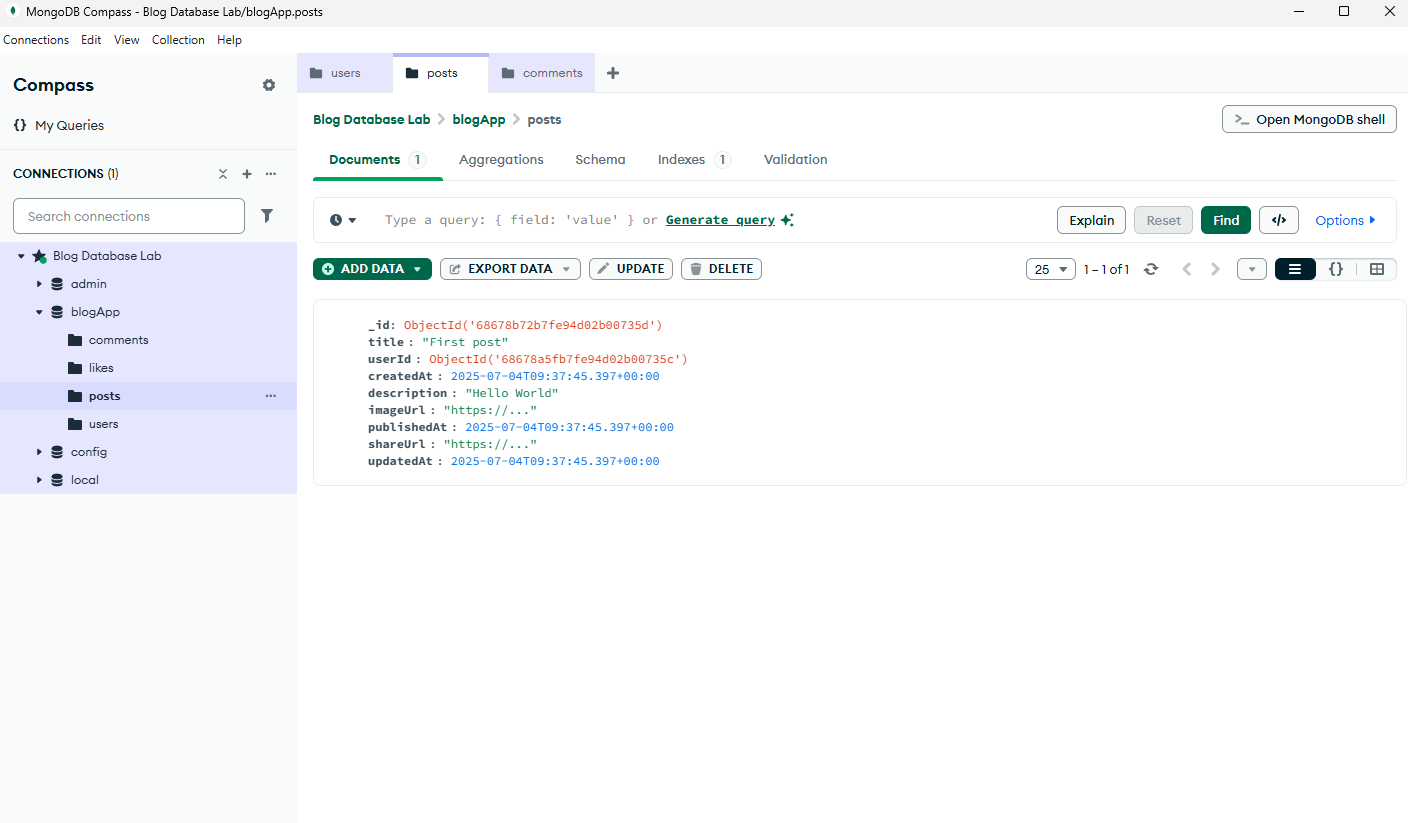 MongoDB Compass - Blog Database Lab/blogApp.posts
Connections Edit View Collection Help
Compass
{} My Queries
CONNECTIONS (1)
Search connections
Blog Database Lab
admin
blogApp
comments
likes
posts
users
config
local
users posts comments
Blog Database Lab > blogApp > posts
>_ Open MongoDB shell
Documents 1 Aggregations Schema Indexes 1 Validation
Type a query: { field: 'value' } or Generate query
Explain Reset Find </> Options
ADD DATA EXPORT DATA UPDATE DELETE
25 1 – 1 of 1 {}
_id: ObjectId('68678b72b7fe94d02b00735d')
title : "First post"
userId : ObjectId('68678a5fb7fe94d02b00735c')
createdAt : 2025-07-04T09:37:45.397+00:00
description : "Hello World"
imageUrl : "https://..."
publishedAt : 2025-07-04T09:37:45.397+00:00
shareUrl : "https://..."
updatedAt : 2025-07-04T09:37:45.397+00:00